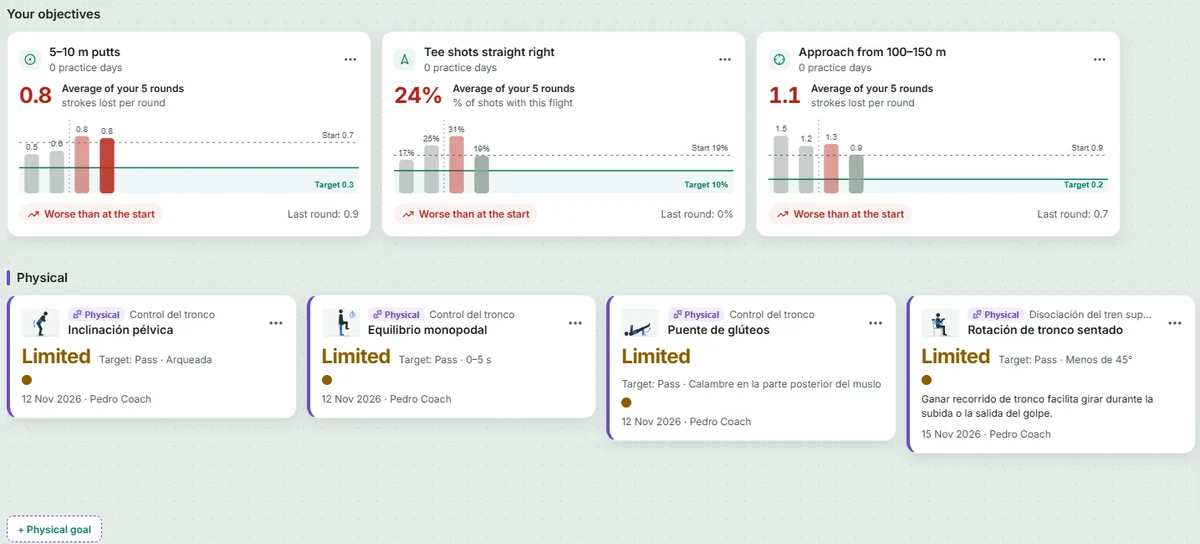 Your objectives
5–10 m putts
0 practice days
0.8 Average of your 5 rounds
strokes lost per round
0.5 0.6 0.8 0.8
Start 0.7
Target 0.3
Worse than at the start
Last round: 0.9
Tee shots straight right
0 practice days
24% Average of your 5 rounds
% of shots with this flight
17% 25% 31% 19%
Start 19%
Target 10%
Worse than at the start
Last round: 0%
Approach from 100–150 m
0 practice days
1.1 Average of your 5 rounds
strokes lost per round
1.5 1.2 1.3 0.9
Start 0.9
Target 0.2
Worse than at the start
Last round: 0.7
Physical
Physical Control del tronco
Inclinación pélvica
Limited Target: Pass · Arqueada
12 Nov 2026 · Pedro Coach
Physical Control del tronco
Equilibrio monopodal
Limited Target: Pass · 0–5 s
12 Nov 2026 · Pedro Coach
Physical Control del tronco
Puente de glúteos
Limited
Target: Pass · Calambre en la parte posterior del muslo
12 Nov 2026 · Pedro Coach
Physical Disociación del tren sup...
Rotación de tronco sentado
Limited Target: Pass · Menos de 45°
Ganar recorrido de tronco facilita girar durante la
subida o la salida del golpe.
15 Nov 2026 · Pedro Coach
+ Physical goal